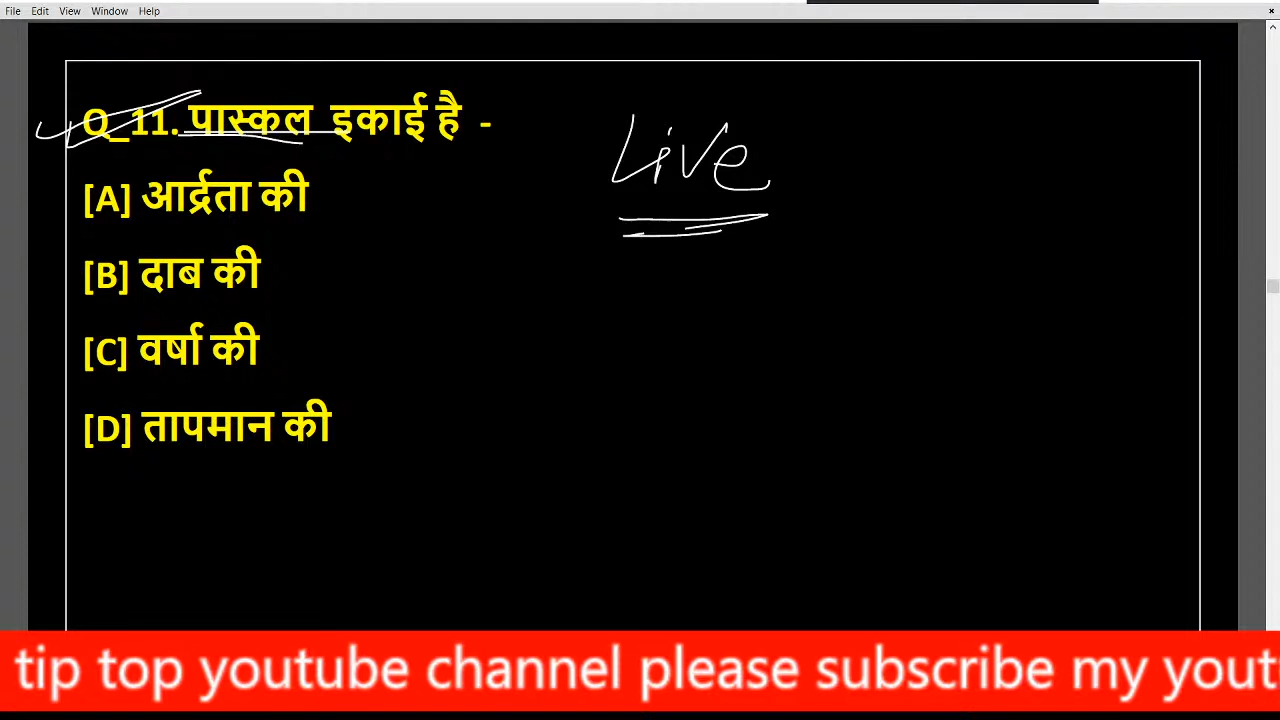 File Edit View Window Help
Q_11. पास्कल इकाई है -
Live
[A] आर्द्रता की
[B] दाब की
[C] वर्षा की
[D] तापमान की
tip top youtube channel please subscribe my yout